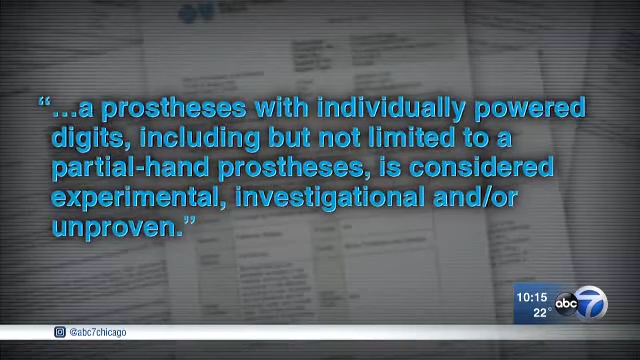 “…a prostheses with individually powered
digits, including but not limited to a
partial-hand prostheses, is considered
experimental, investigational and/or
unproven.”
10:15
22°
abc 7
@abc7chicago